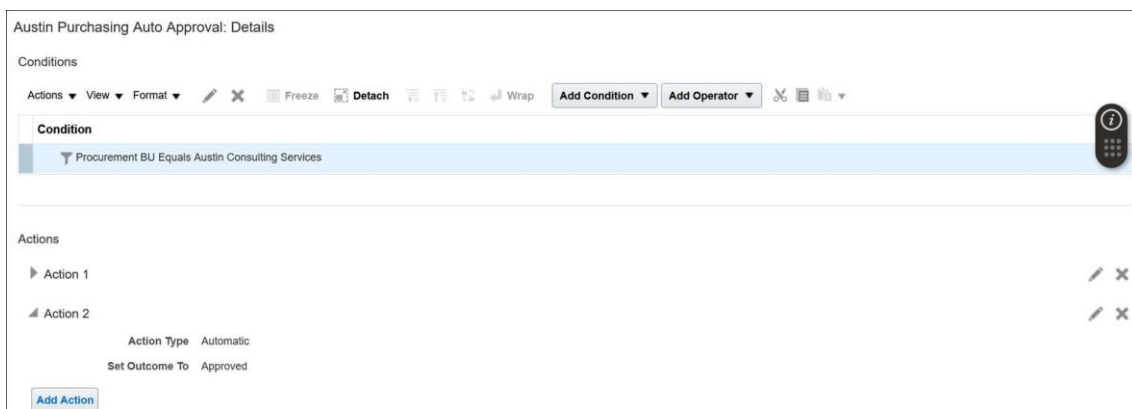 Austin Purchasing Auto Approval: Details
Conditions
Actions View Format Freeze Detach Wrap Add Condition Add Operator
Condition
Procurement BU Equals Austin Consulting Services
Actions
Action 1
Action 2
Action Type Automatic
Set Outcome To Approved
Add Action